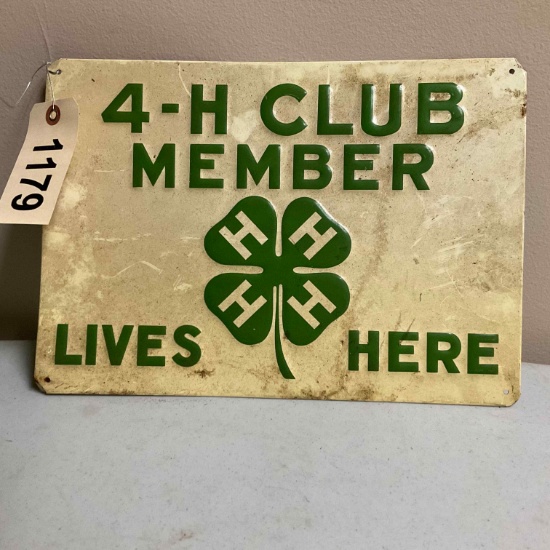 4-H CLUB
MEMBER
H H
H H
LIVES HERE
1179